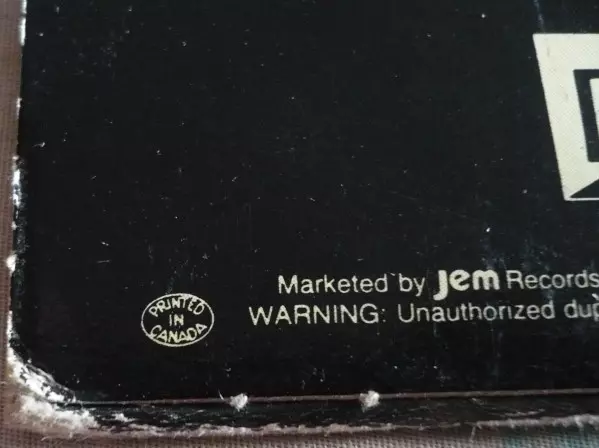 Marketed by Jem Records
WARNING: Unauthorized
PRINTED
IN
CANADA